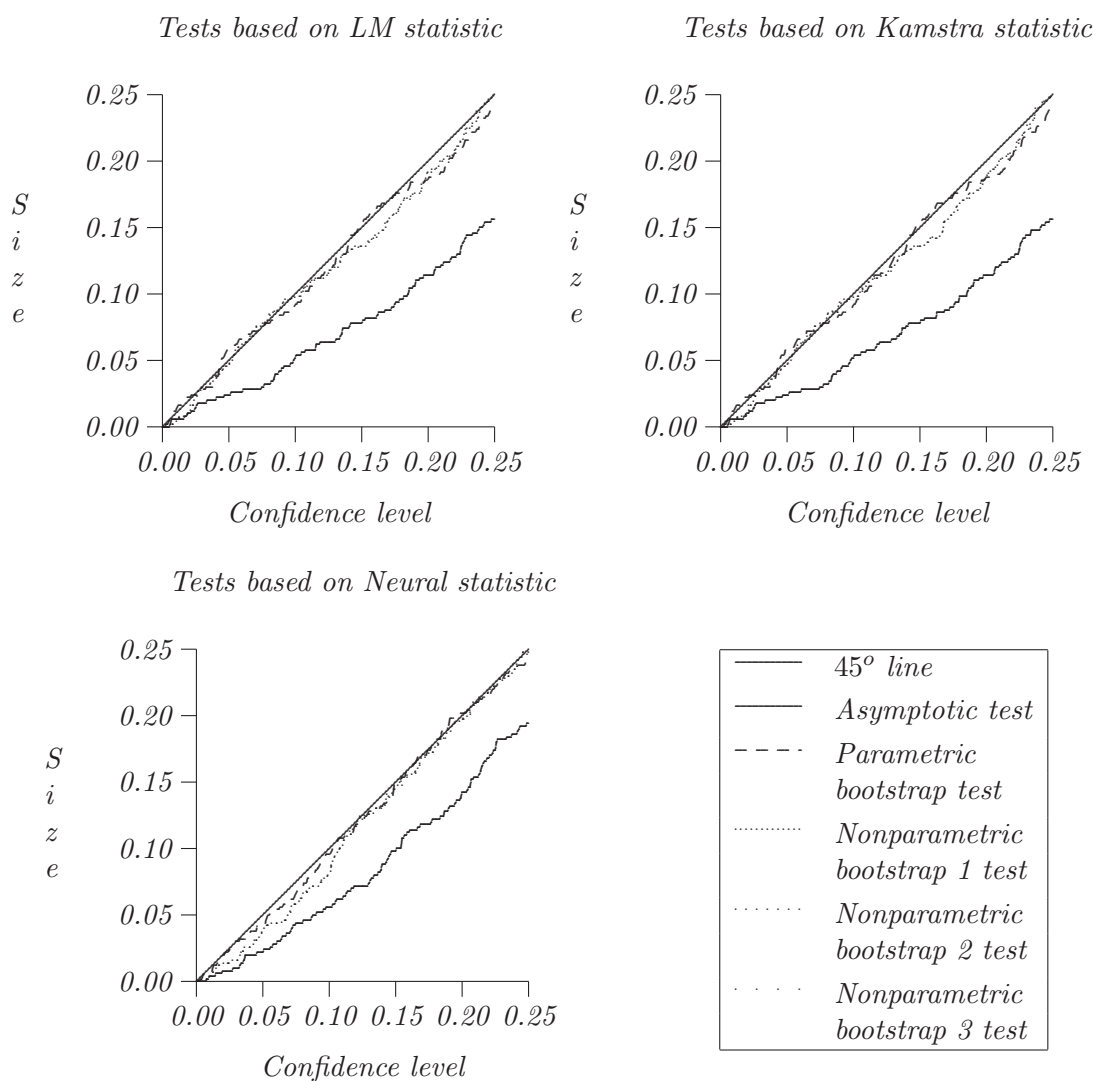 Tests based on LM statistic
Tests based on Kamstra statistic
0.25
0.20
0.15
0.10
0.05
0.00
S
i
z
e
0.00 0.05 0.10 0.15 0.20 0.25
Confidence level
0.25
0.20
0.15
0.10
0.05
0.00
S
i
z
e
0.00 0.05 0.10 0.15 0.20 0.25
Confidence level
Tests based on Neural statistic
0.25
0.20
0.15
0.10
0.05
0.00
S
i
z
e
0.00 0.05 0.10 0.15 0.20 0.25
Confidence level
45º line
Asymptotic test
Parametric
bootstrap test
Nonparametric
bootstrap 1 test
Nonparametric
bootstrap 2 test
Nonparametric
bootstrap 3 test